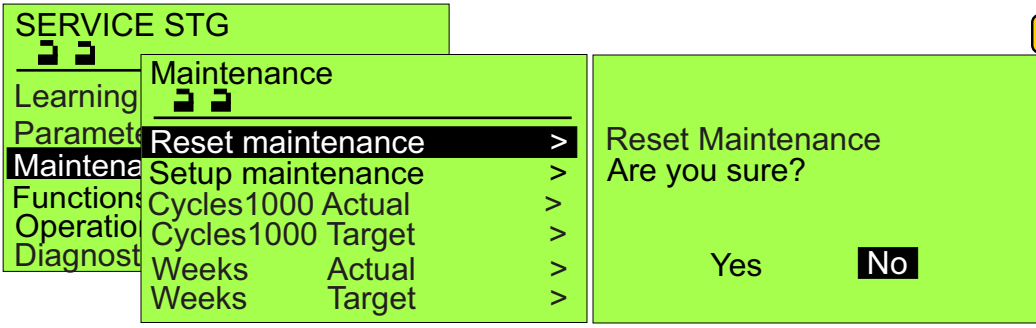 SERVICE STG
Learning
Paramete
Maintena
Functions
Operatio
Diagnost
Maintenance
Reset maintenance >
Setup maintenance >
Cycles1000 Actual >
Cycles1000 Target >
Weeks Actual >
Weeks Target >
Reset Maintenance
Are you sure?
Yes No